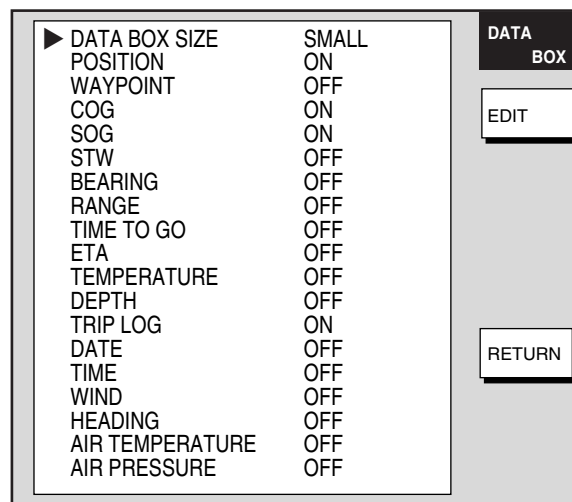 DATA BOX SIZE SMALL
POSITION ON
WAYPOINT OFF
COG ON
SOG ON
STW OFF
BEARING OFF
RANGE OFF
TIME TO GO OFF
ETA OFF
TEMPERATURE OFF
DEPTH OFF
TRIP LOG ON
DATE OFF
TIME OFF
WIND OFF
HEADING OFF
AIR TEMPERATURE OFF
AIR PRESSURE OFF
DATA
BOX
EDIT
RETURN